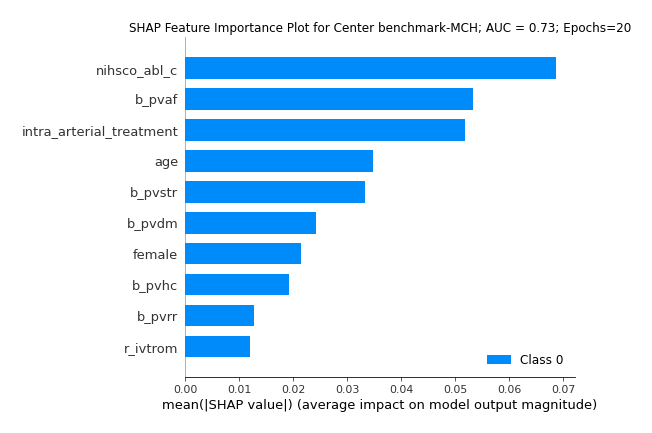 SHAP Feature Importance Plot for Center benchmark-MCH; AUC = 0.73; Epochs=20
nihsco_abl_c
b_pvaf
intra_arterial_treatment
age
b_pvstr
b_pvdm
female
b_pvhc
b_pvrr
r_ivtrom
Class 0
0.00 0.01 0.02 0.03 0.04 0.05 0.06 0.07
mean(|SHAP value|) (average impact on model output magnitude)